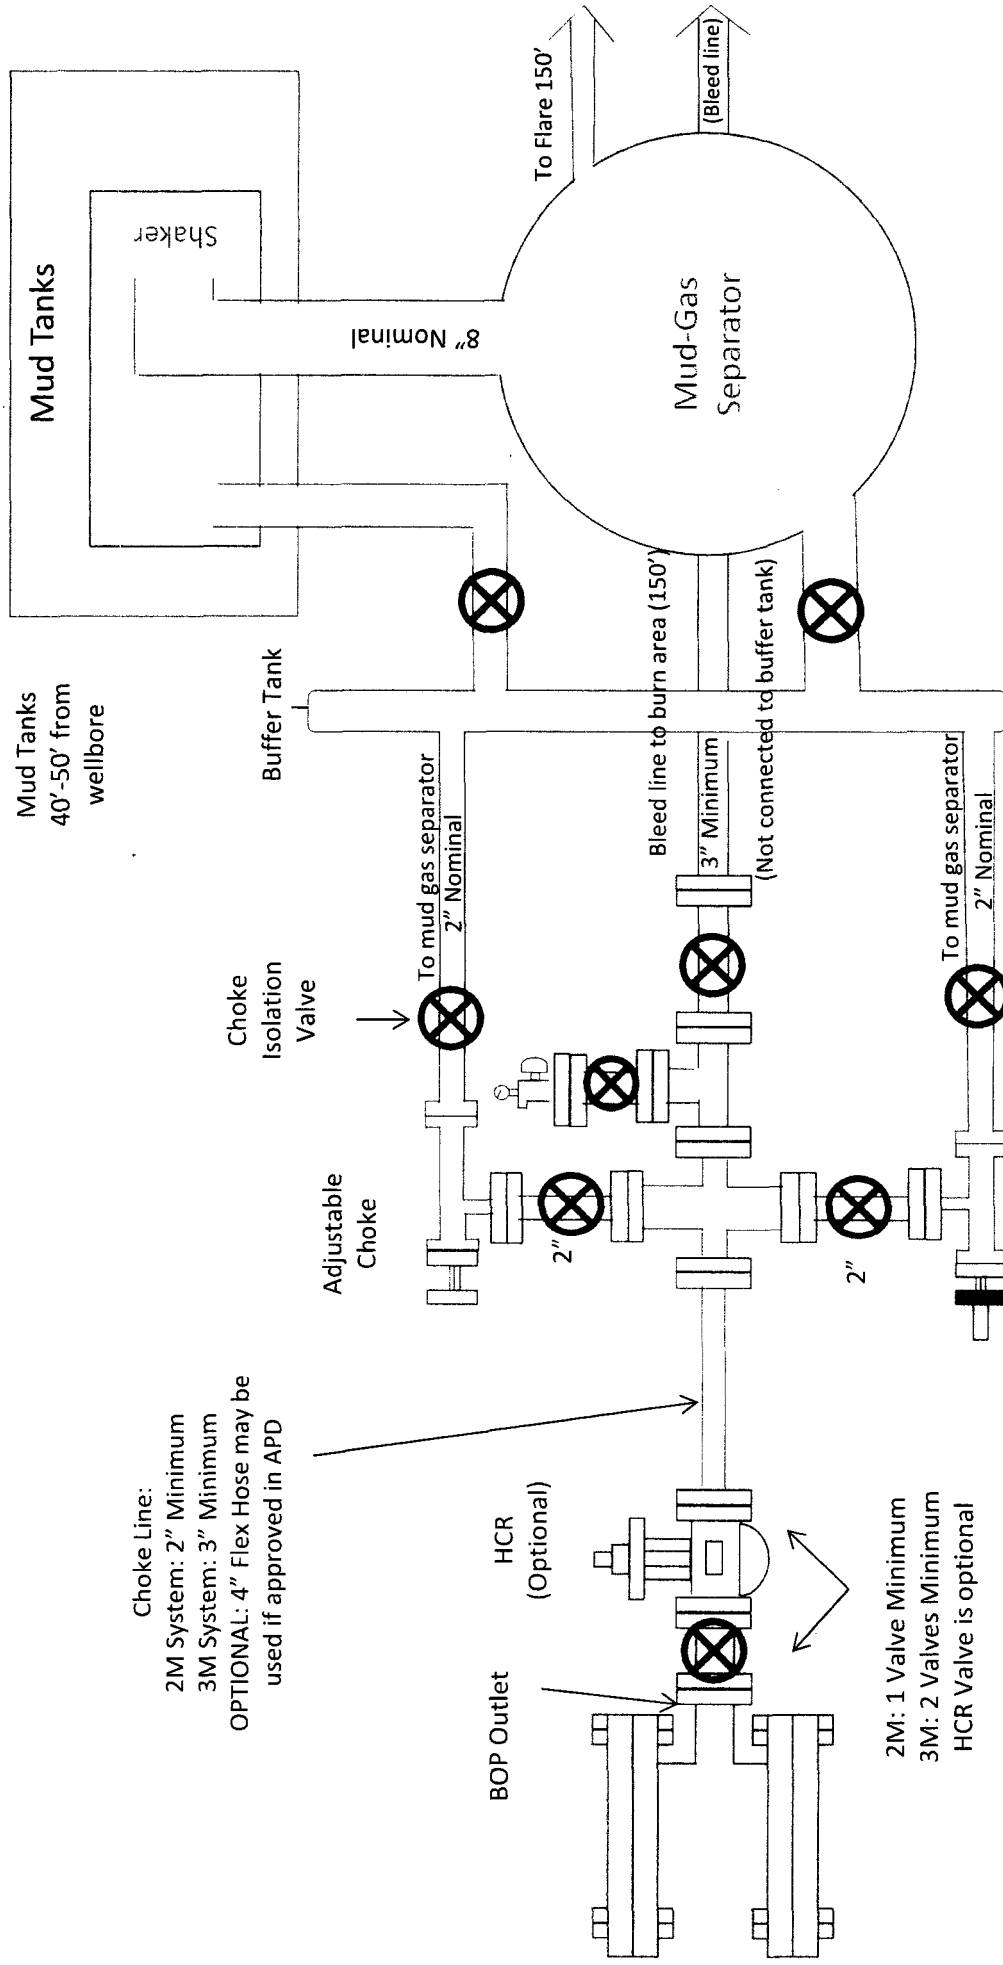 Mud Tanks
40'-50' from
wellbore
Mud Tanks
Shaker
8" Nominal
Buffer Tank
To Flare 150'
(Bleed line)
Mud-Gas
Separator
Choke
Isolation
Valve
To mud gas separator
2" Nominal
Bleed line to burn area (150')
3" Minimum
(Not connected to buffer tank)
To mud gas separator
2" Nominal
Adjustable
Choke
2"
2"
Choke Line:
2M System: 2" Minimum
3M System: 3" Minimum
OPTIONAL: 4" Flex Hose may be
used if approved in APD
HCR
(Optional)
BOP Outlet
2M: 1 Valve Minimum
3M: 2 Valves Minimum
HCR Valve is optional